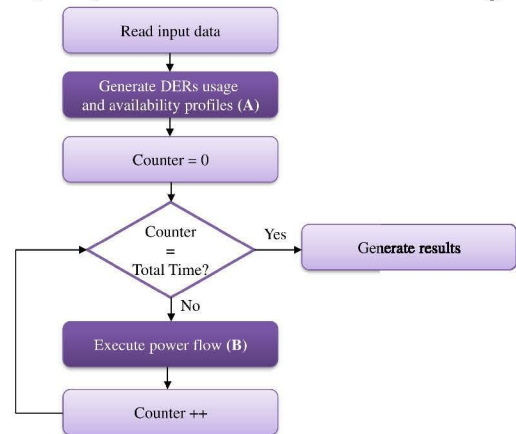 Read input data
Generate DERs usage
and availability profiles (A)
Counter = 0
Counter
=
Total Time?
Yes
Generate results
No
Execute power flow (B)
Counter ++